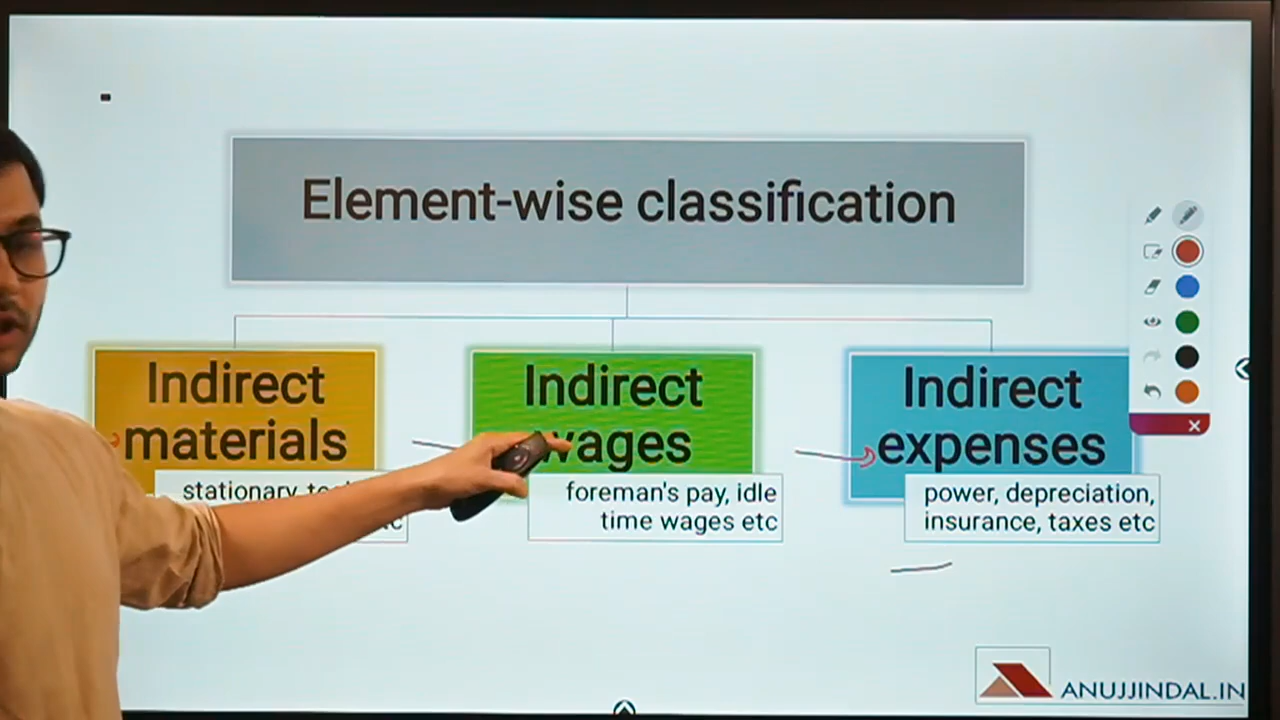 Element-wise classification
Indirect
materials
Indirect
wages
Indirect
expenses
stationary,
foreman's pay, idle
time wages etc
power, depreciation,
insurance, taxes etc
ANUJJINDAL.IN